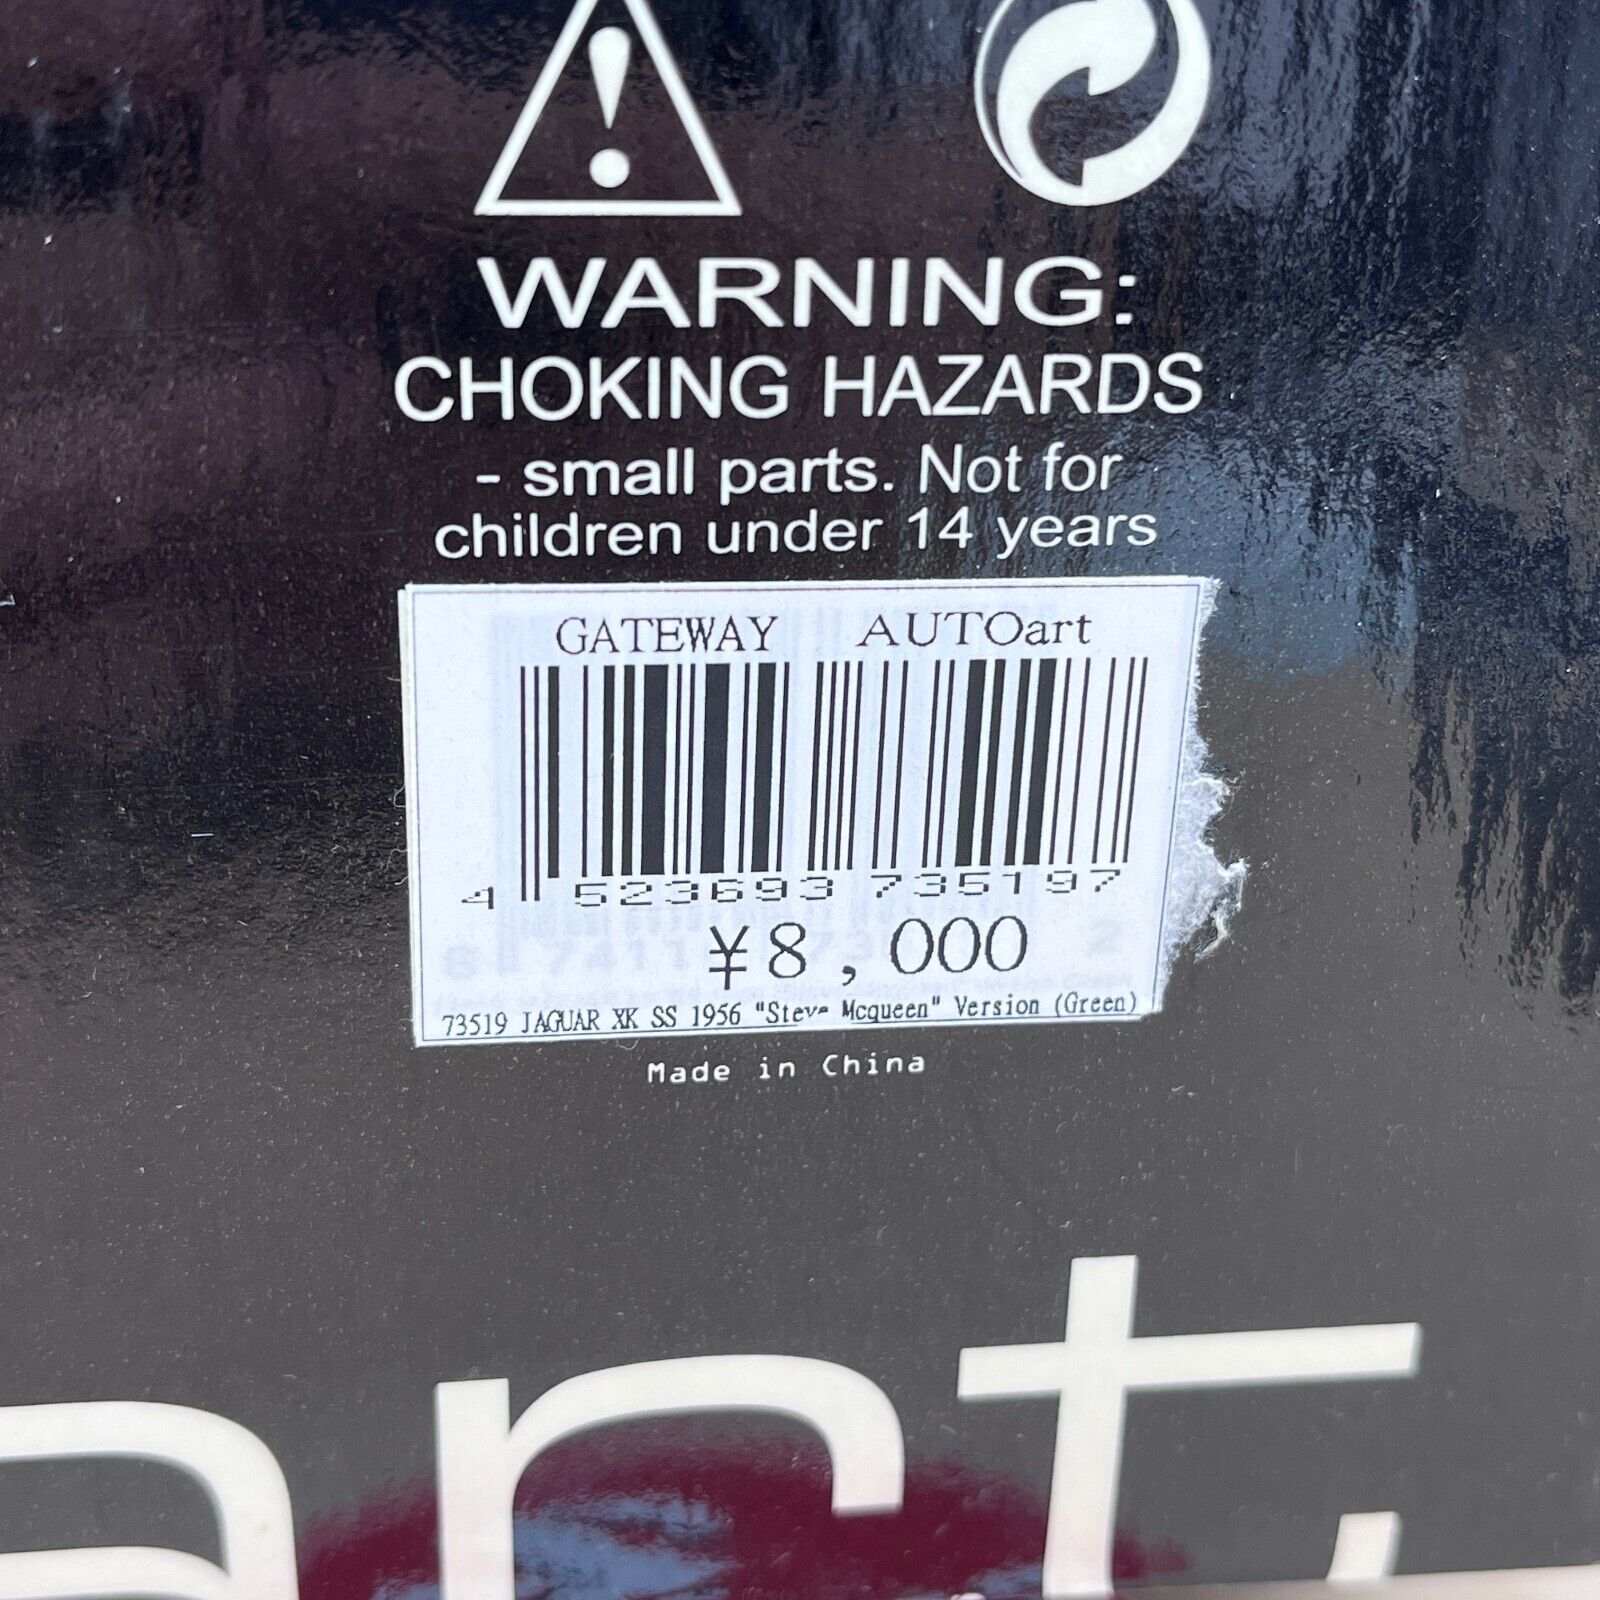 WARNING:
CHOKING HAZARDS
- small parts. Not for
children under 14 years
GATEWAY AUTOart
4 523693 735197
¥8,000
73519 JAGUAR XK SS 1956 "Steve Mcqueen" Version (Green)
Made in China
art